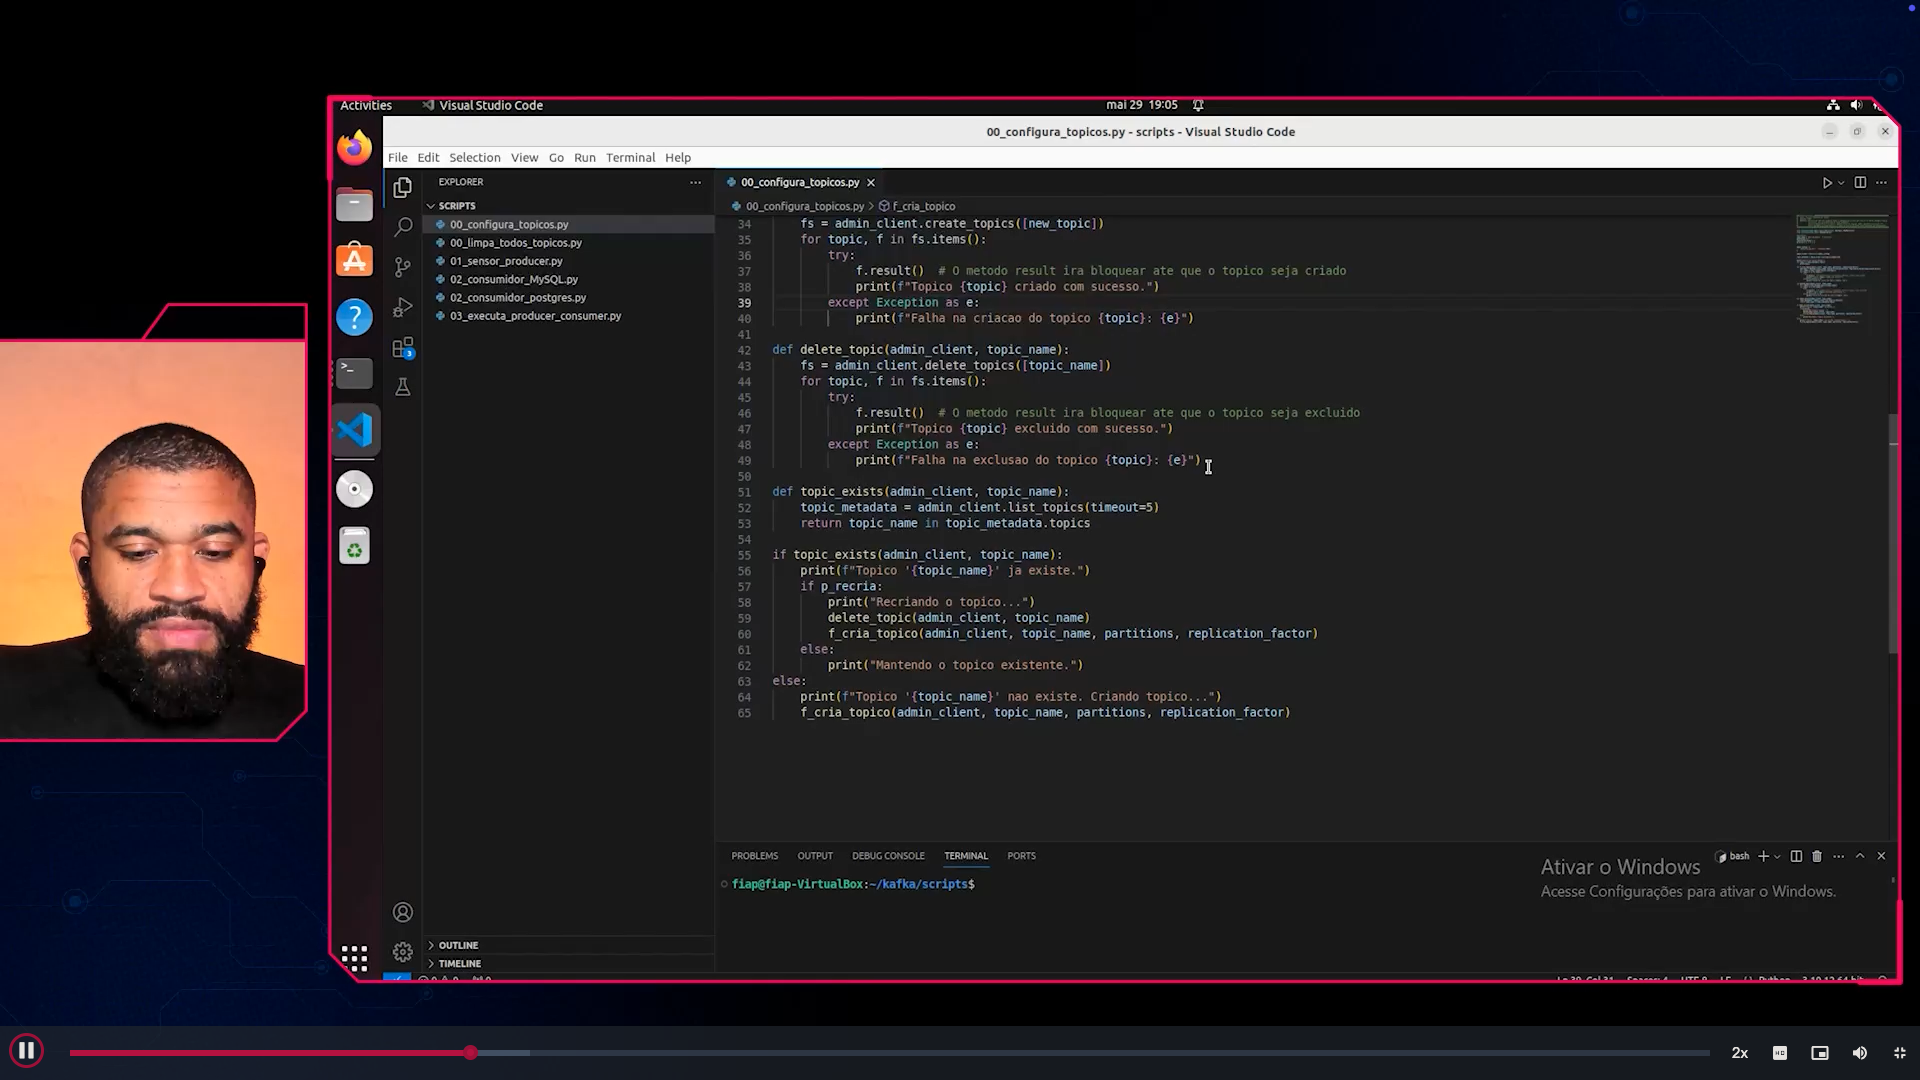 Activities
Visual Studio Code
mai 29 19:05
00_configura_topicos.py - scripts - Visual Studio Code
File Edit Selection View Go Run Terminal Help
EXPLORER
SCRIPTS
00_configura_topicos.py
00_limpa_todos_topicos.py
01_sensor_producer.py
02_consumidor_MySQL.py
02_consumidor_postgres.py
03_executa_producer_consumer.py
3
OUTLINE
TIMELINE
00_configura_topicos.py
00_configura_topicos.py > f_cria_topico
34 fs = admin_client.create_topics([new_topic])
35 for topic, f in fs.items():
36 try:
37 f.result() # O metodo result ira bloquear ate que o topico seja criado
38 print(f"Topico {topic} criado com sucesso.")
39 except Exception as e:
40 print(f"Falha na criacao do topico {topic}: {e}")
41
42 def delete_topic(admin_client, topic_name):
43 fs = admin_client.delete_topics([topic_name])
44 for topic, f in fs.items():
45 try:
46 f.result() # O metodo result ira bloquear ate que o topico seja excluido
47 print(f"Topico {topic} excluido com sucesso.")
48 except Exception as e:
49 print(f"Falha na exclusao do topico {topic}: {e}")
50
51 def topic_exists(admin_client, topic_name):
52 topic_metadata = admin_client.list_topics(timeout=5)
53 return topic_name in topic_metadata.topics
54
55 if topic_exists(admin_client, topic_name):
56 print(f"Topico '{topic_name}' ja existe.")
57 if p_recria:
58 print("Recriando o topico...")
59 delete_topic(admin_client, topic_name)
60 f_cria_topico(admin_client, topic_name, partitions, replication_factor)
61 else:
62 print("Mantendo o topico existente.")
63 else:
64 print(f"Topico '{topic_name}' nao existe. Criando topico...")
65 f_cria_topico(admin_client, topic_name, partitions, replication_factor)
PROBLEMS OUTPUT DEBUG CONSOLE TERMINAL PORTS
bash
fiap@fiap-VirtualBox:~/kafka/scripts$
Ativar o Windows
Acesse Configurações para ativar o Windows.
2x